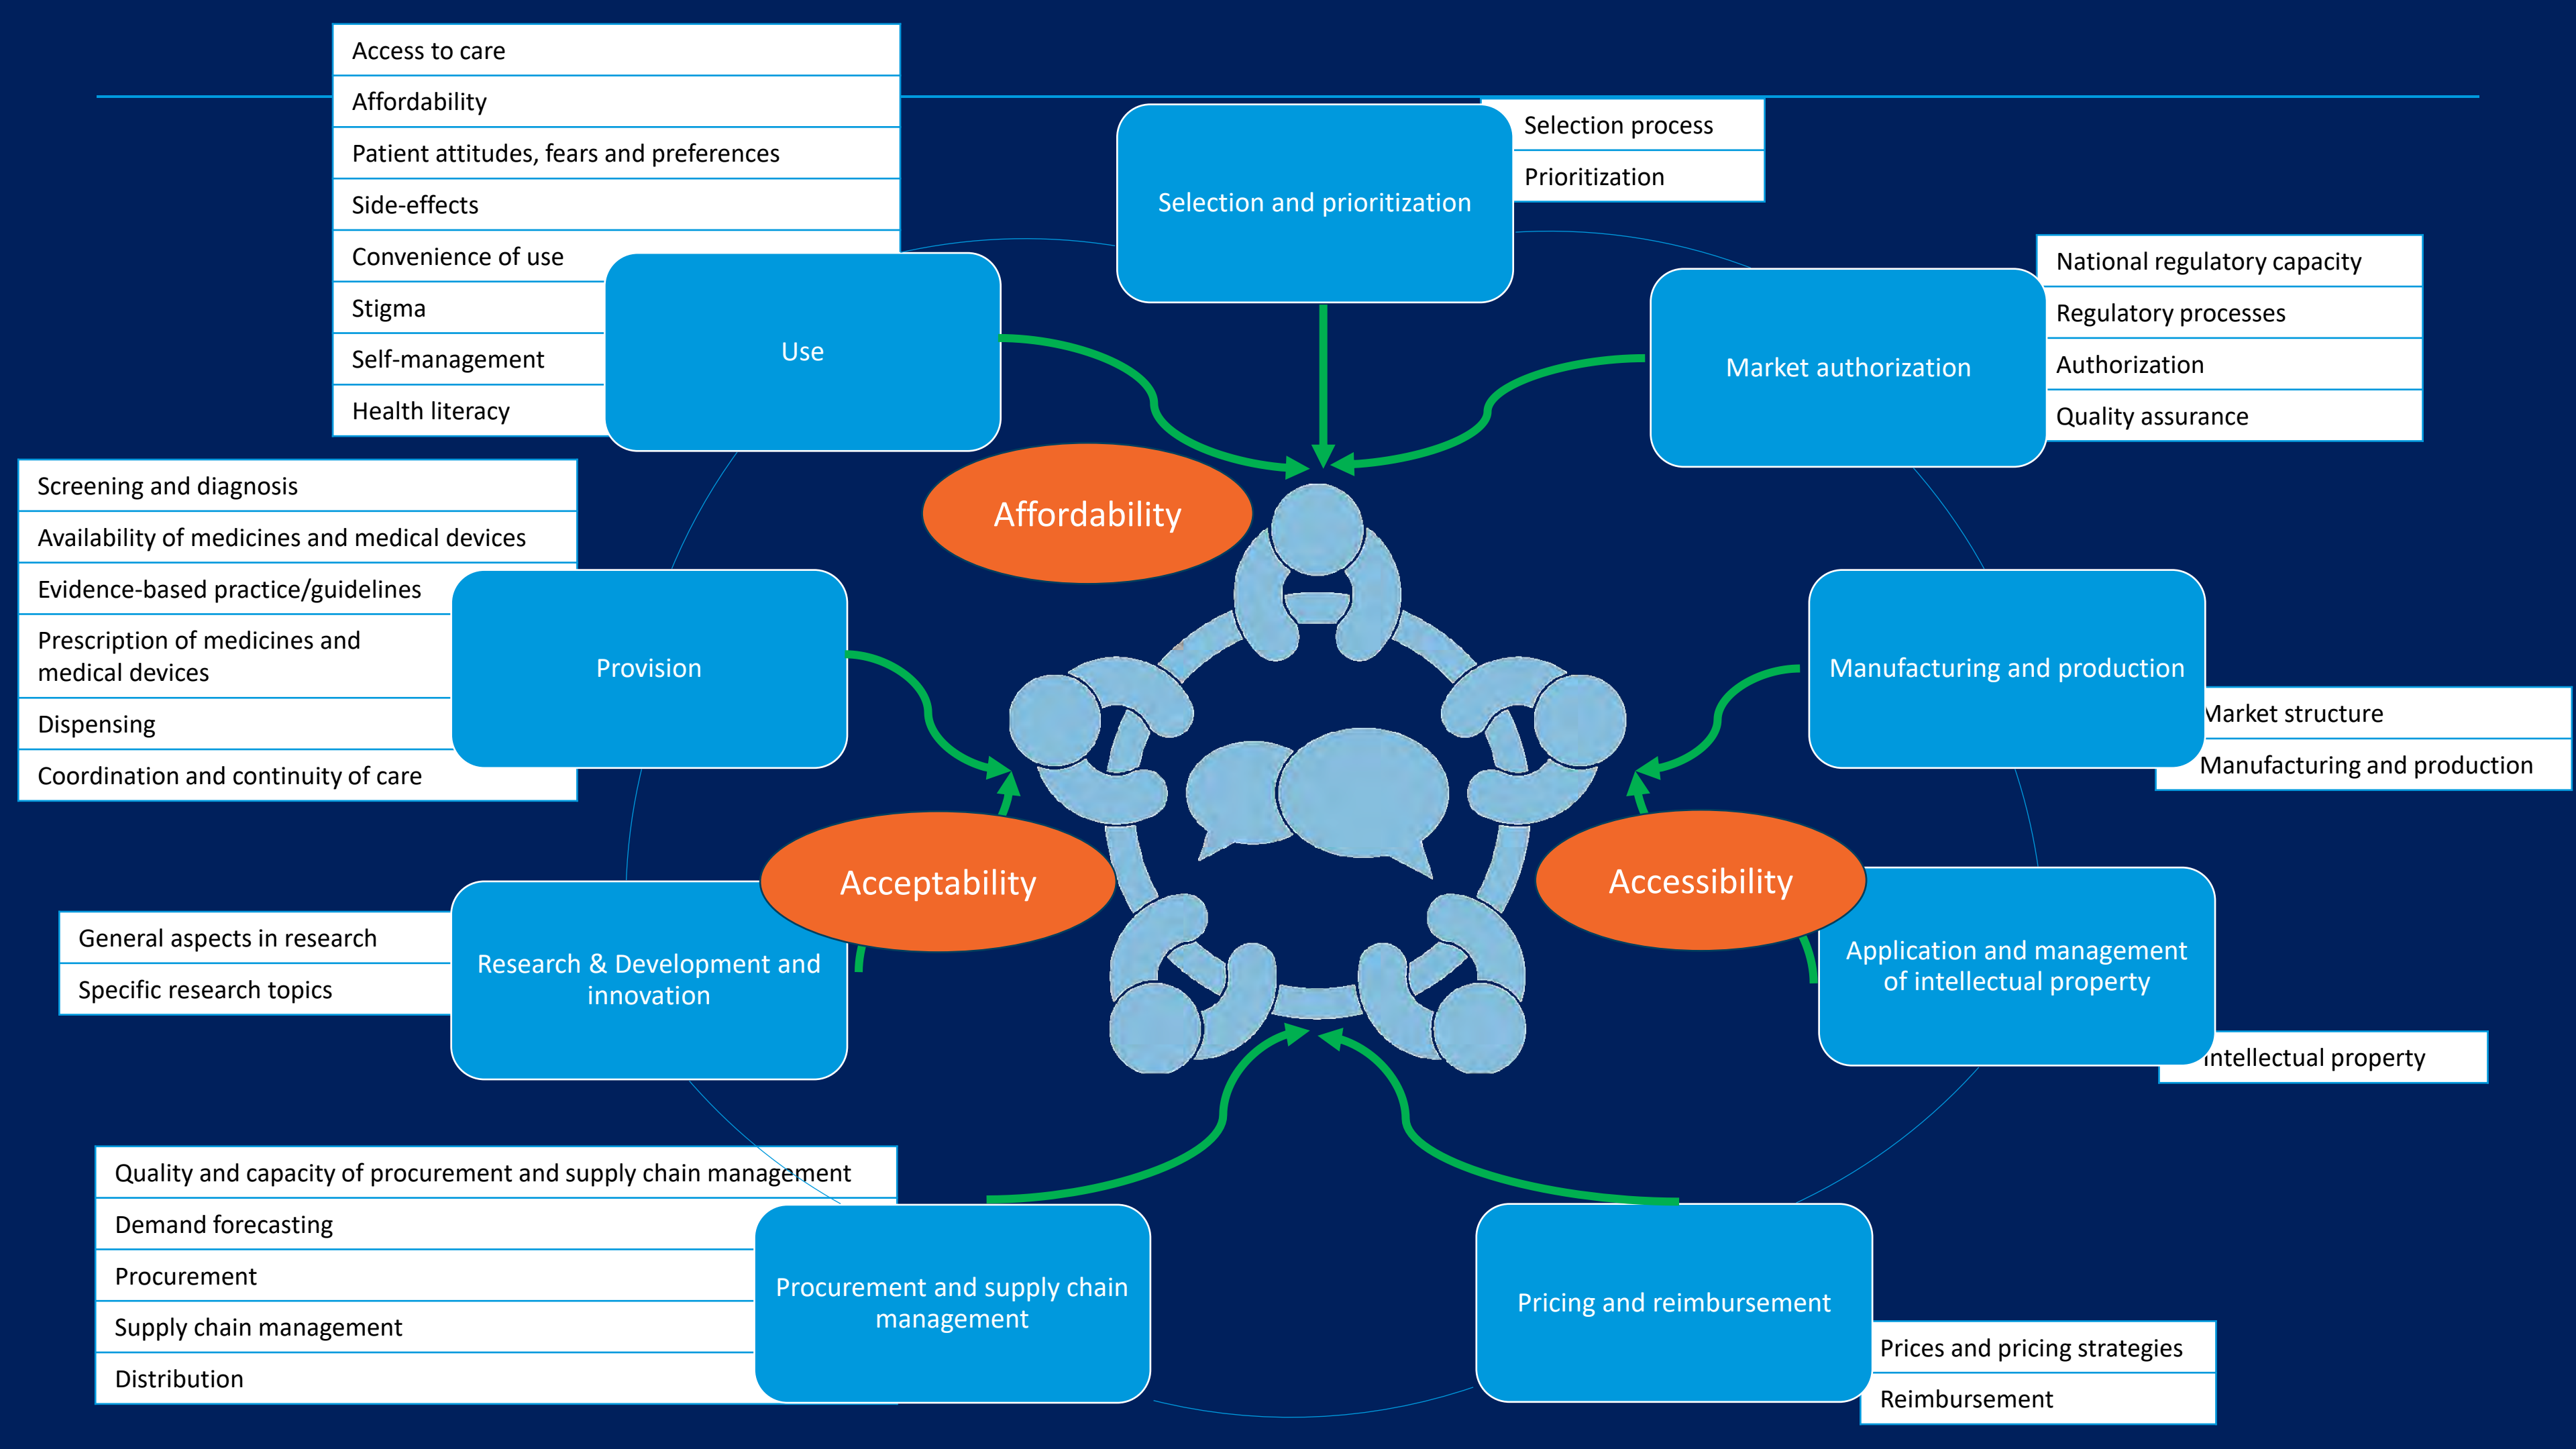 Access to care
Affordability
Patient attitudes, fears and preferences
Side-effects
Convenience of use
Stigma
Self-management
Health literacy
Use
Selection and prioritization
Selection process
Prioritization
Market authorization
National regulatory capacity
Regulatory processes
Authorization
Quality assurance
Affordability
Screening and diagnosis
Availability of medicines and medical devices
Evidence-based practice/guidelines
Prescription of medicines and
medical devices
Dispensing
Coordination and continuity of care
Provision
Manufacturing and production
Market structure
Manufacturing and production
Acceptability
Accessibility
General aspects in research
Specific research topics
Research & Development and
innovation
Application and management
of intellectual property
Intellectual property
Quality and capacity of procurement and supply chain management
Demand forecasting
Procurement
Supply chain management
Distribution
Procurement and supply chain
management
Pricing and reimbursement
Prices and pricing strategies
Reimbursement